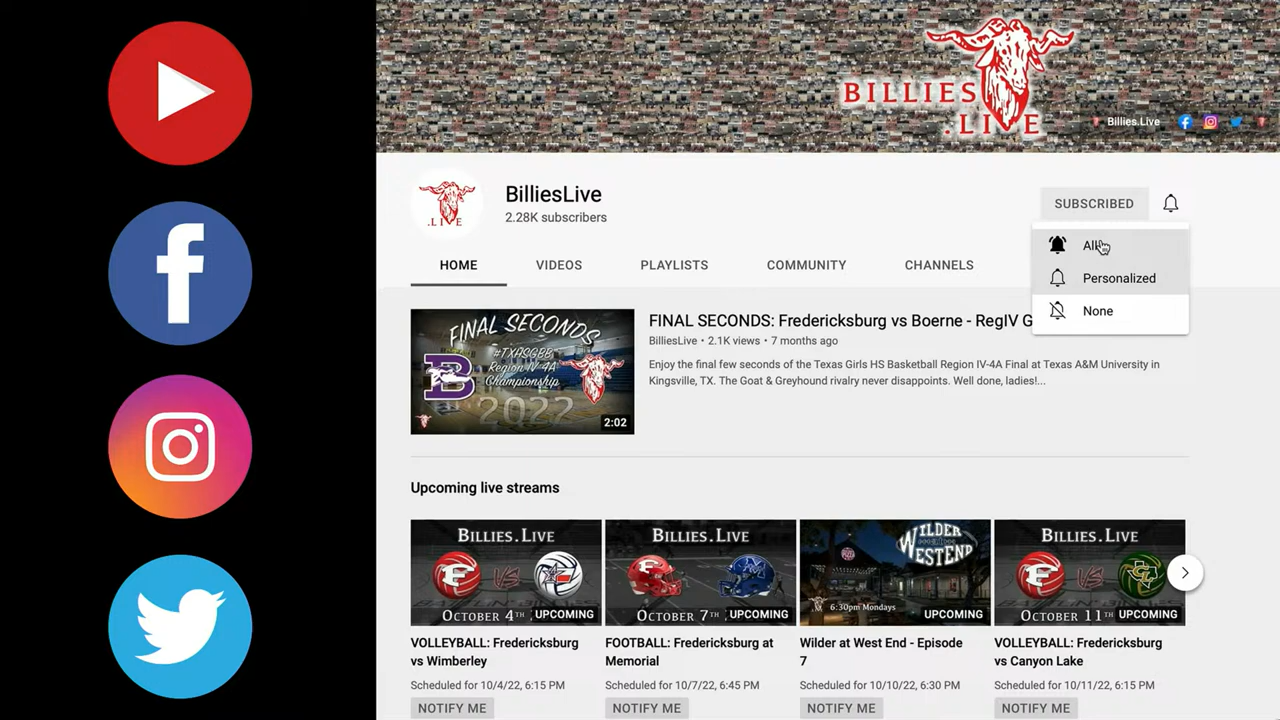 BILLIES
.LIVE
Billies.Live
.LIVE
BilliesLive
2.28K subscribers
SUBSCRIBED
All
Personalized
None
HOME
VIDEOS
PLAYLISTS
COMMUNITY
CHANNELS
FINAL SECONDS
#TXASGBB
Region IV-4A
Championship
2022
B
2:02
FINAL SECONDS: Fredericksburg vs Boerne - RegIV G
BilliesLive • 2.1K views • 7 months ago
Enjoy the final few seconds of the Texas Girls HS Basketball Region IV-4A Final at Texas A&M University in
Kingsville, TX. The Goat & Greyhound rivalry never disappoints. Well done, ladies!...
Upcoming live streams
BILLIES.LIVE
F VS
OCTOBER 4TH
UPCOMING
VOLLEYBALL: Fredericksburg
vs Wimberley
Scheduled for 10/4/22, 6:15 PM
NOTIFY ME
BILLIES.LIVE
F VS M
OCTOBER 7TH
UPCOMING
FOOTBALL: Fredericksburg at
Memorial
Scheduled for 10/7/22, 6:45 PM
NOTIFY ME
WILDER
WESTEND
6:30pm Mondays
UPCOMING
Wilder at West End - Episode
7
Scheduled for 10/10/22, 6:30 PM
NOTIFY ME
BILLIES.LIVE
F VS
OCTOBER 11TH
UPCOMING
VOLLEYBALL: Fredericksburg
vs Canyon Lake
Scheduled for 10/11/22, 6:15 PM
NOTIFY ME